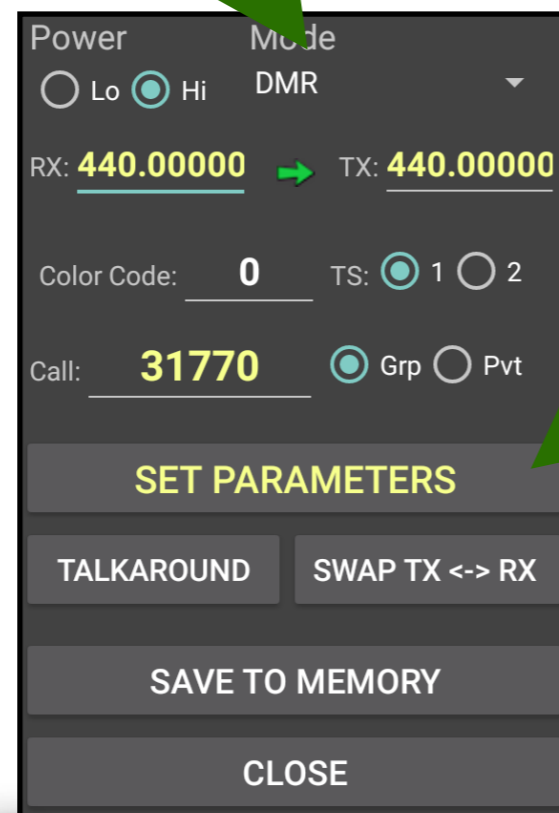 Power Mode
Lo Hi DMR
RX: 440.00000 TX: 440.00000
Color Code: 0 TS: 1 2
Call: 31770 Grp Pvt
SET PARAMETERS
TALKAROUND SWAP TX <-> RX
SAVE TO MEMORY
CLOSE